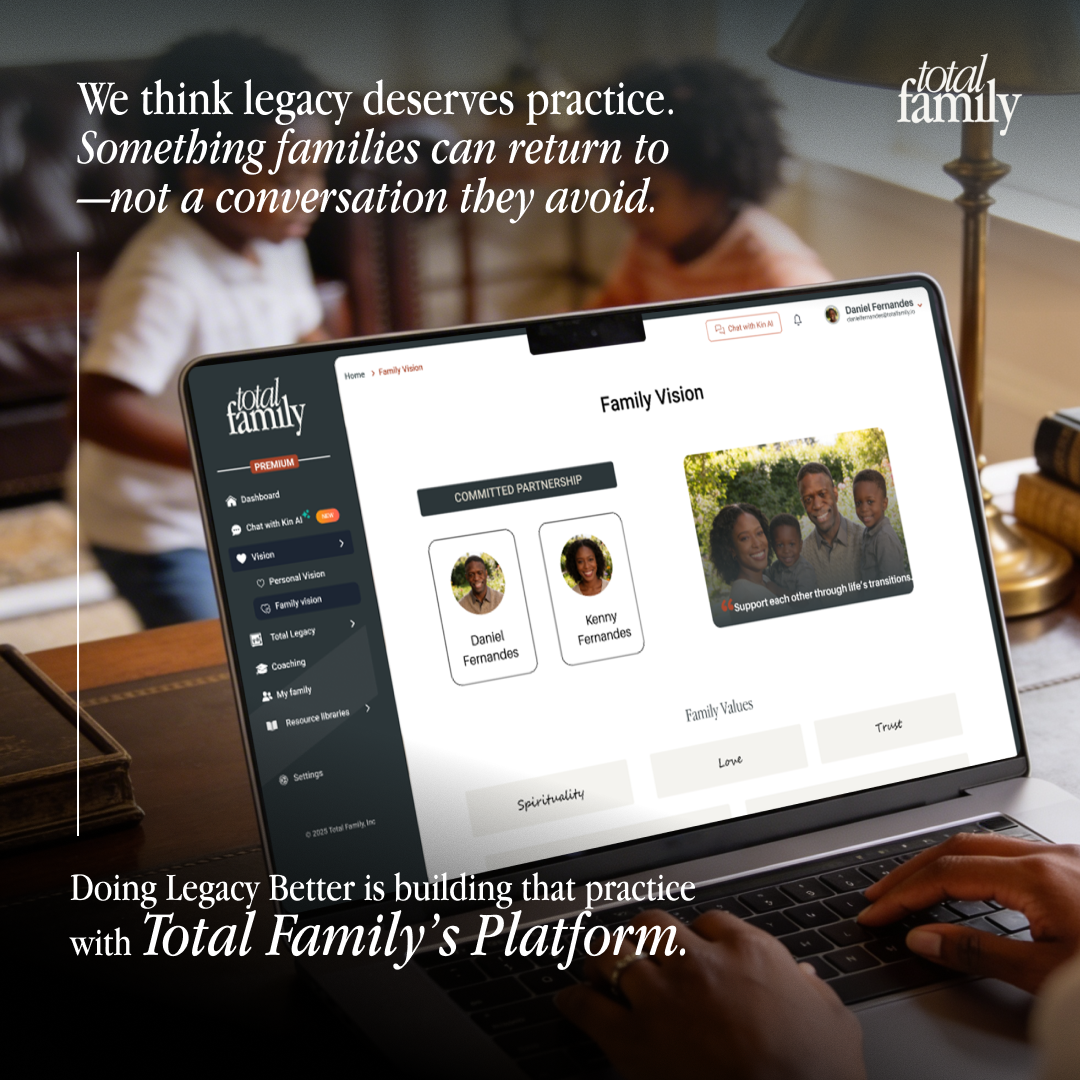 We think legacy deserves practice.
Something families can return to
—not a conversation they avoid.
total
family
Chat with Kin AI
Daniel Fernandes
danielfernandes@totalfamily.io
Home > Family Vision
Family Vision
total
family
PREMIUM
Dashboard
Chat with Kin AI NEW
Vision
Personal Vision
Family vision
Total Legacy
Coaching
My family
Resource libraries
Settings
© 2025 Total Family, Inc
COMMITTED PARTNERSHIP
Daniel
Fernandes
Kenny
Fernandes
“Support each other through life's transitions.
Family Values
Spirituality
Love
Trust
Doing Legacy Better is building that practice
with Total Family’s Platform.